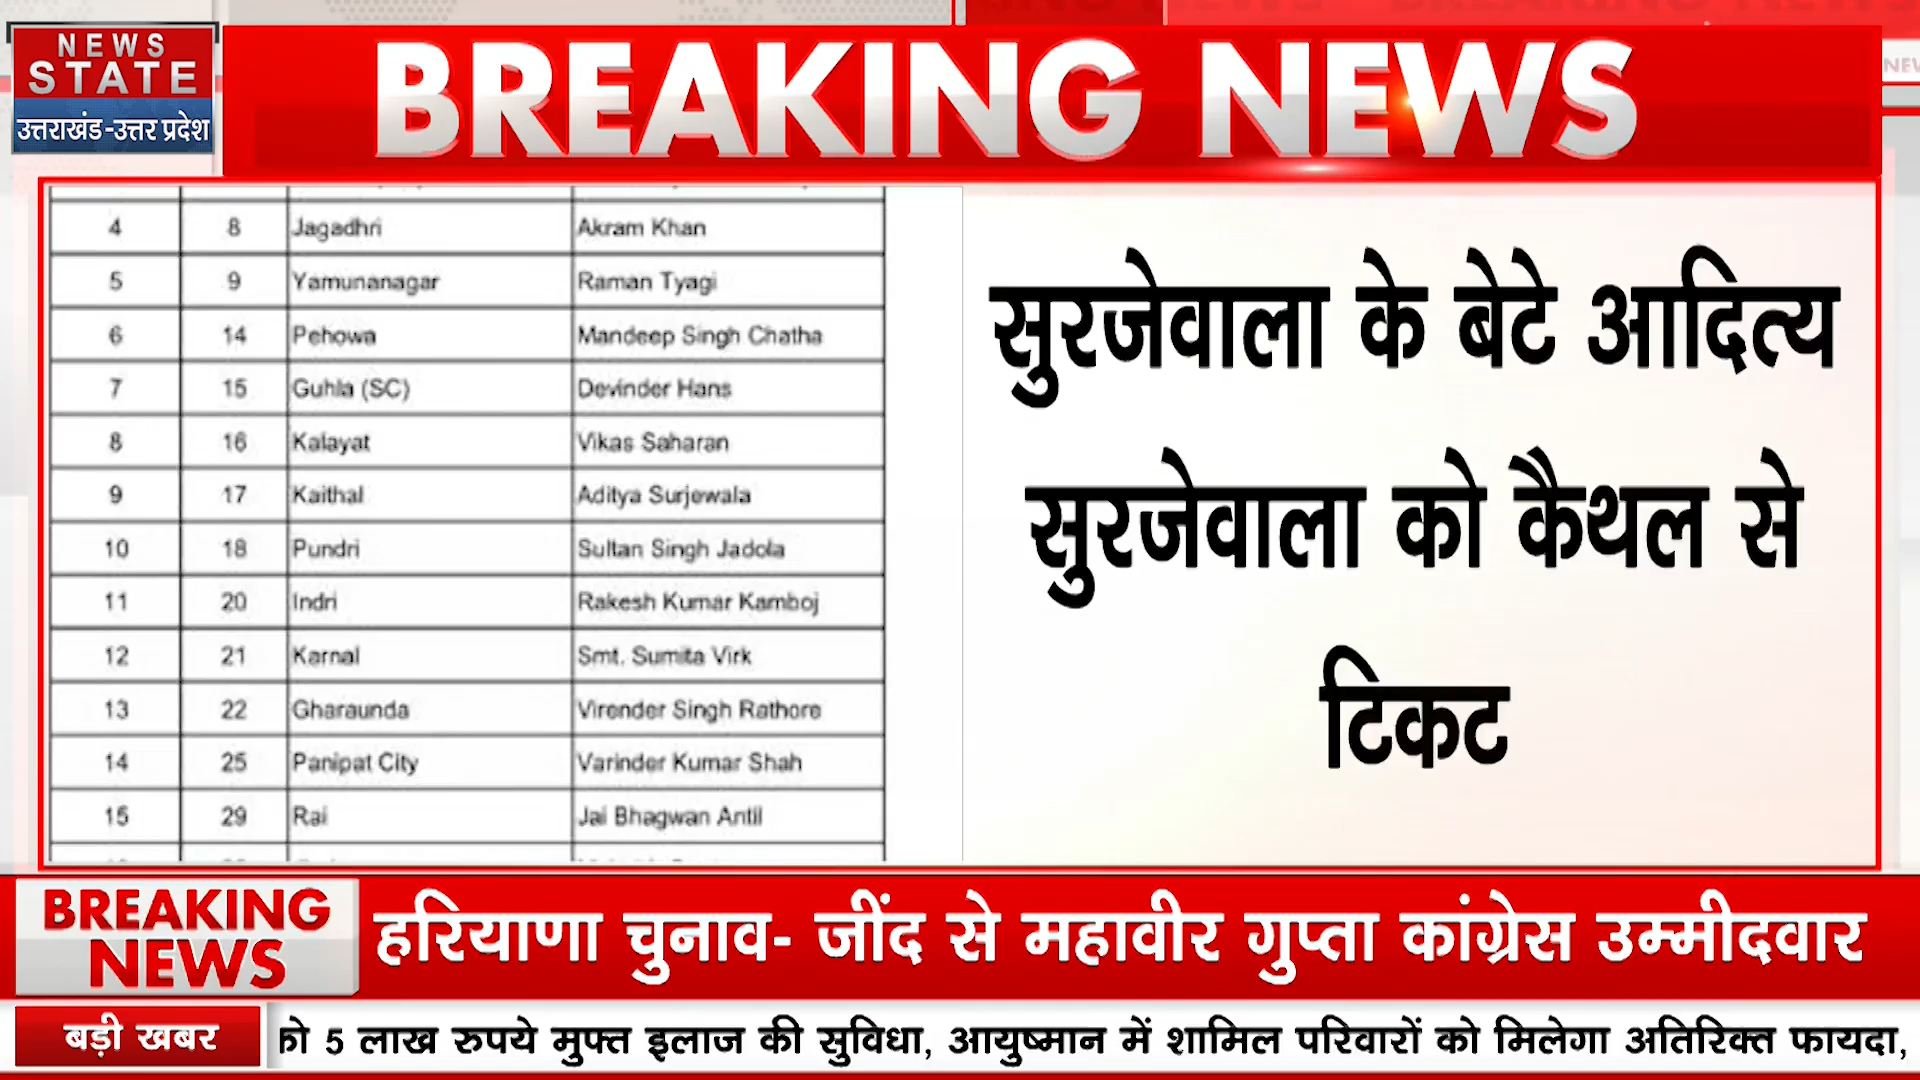 NEWS
STATE
उत्तराखंड-उत्तर प्रदेश
BREAKING NEWS
4 8 Jagadhri Akram Khan
5 9 Yamunanagar Raman Tyagi
6 14 Pehowa Mandeep Singh Chatha
7 15 Guhla (SC) Devinder Hans
8 16 Kalayat Vikas Saharan
9 17 Kaithal Aditya Surjewala
10 18 Pundri Sultan Singh Jadola
11 20 Indri Rakesh Kumar Kamboj
12 21 Karnal Smt. Sumita Virk
13 22 Gharaunda Virender Singh Rathore
14 25 Panipat City Varinder Kumar Shah
15 29 Rai Jai Bhagwan Antil
सुरजेवाला के बेटे आदित्य
सुरजेवाला को कैथल से
टिकट
BREAKING
NEWS
हरियाणा चुनाव- जींद से महावीर गुप्ता कांग्रेस उम्मीदवार
बड़ी खबर
को 5 लाख रुपये मुफ्त इलाज की सुविधा, आयुष्मान में शामिल परिवारों को मिलेगा अतिरिक्त फायदा,